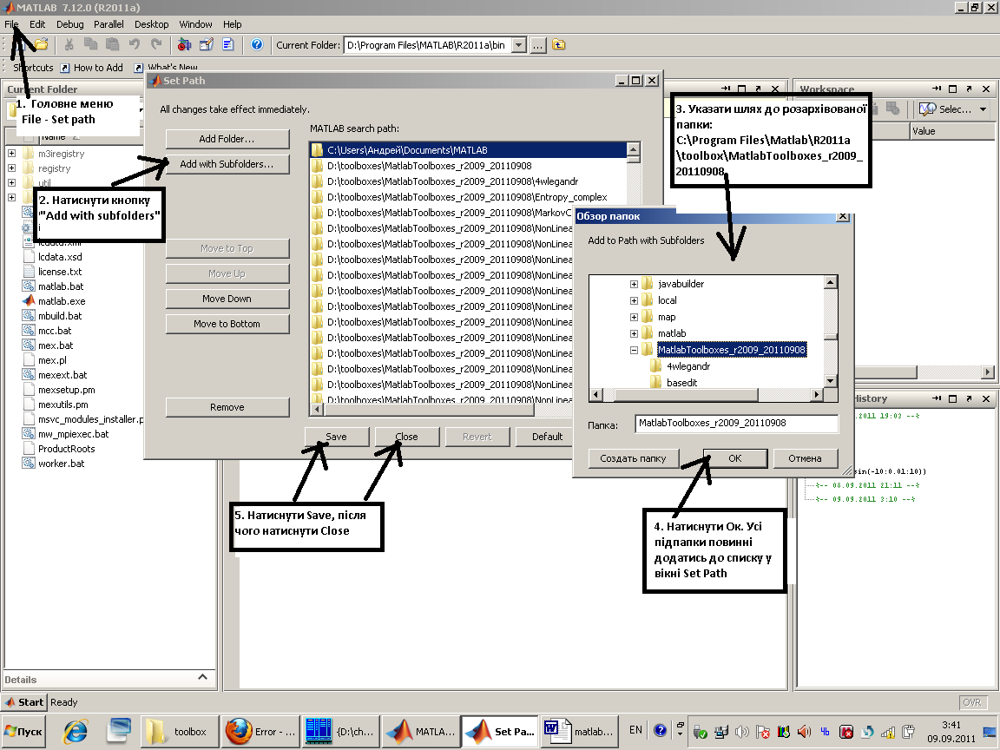 MATLAB 7.12.0 (R2011a)
File Edit Debug Parallel Desktop Window Help
Current Folder: D:\Program Files\MATLAB\R2011a\bin
Shortcuts How to Add What's New
Current Folder
1. Головне меню
File - Set path
Name
m3iregistry
registry
util
2. Натиснути кнопку
"Add with subfolders"
lcdata.xsd
license.txt
matlab.bat
matlab.exe
mbuild.bat
mcc.bat
mex.bat
mex.pl
mexext.bat
mexsetup.pm
mexutils.pm
msvc_modules_installer.p
mw_mpiexec.bat
ProductRoots
worker.bat
Details
Set Path
All changes take effect immediately.
MATLAB search path:
Add Folder...
Add with Subfolders...
Move to Top
Move Up
Move Down
Move to Bottom
Remove
C:\Users\Андрей\Documents\MATLAB
D:\toolboxes\MatlabToolboxes_r2009_20110908
D:\toolboxes\MatlabToolboxes_r2009_20110908\4wlegandr
D:\toolboxes\MatlabToolboxes_r2009_20110908\Entropy_complex
D:\toolboxes\MatlabToolboxes_r2009_20110908\MarkovC
D:\toolboxes\MatlabToolboxes_r2009_20110908\NonLinea
D:\toolboxes\MatlabToolboxes_r2009_20110908\NonLinea
D:\toolboxes\MatlabToolboxes_r2009_20110908\NonLinea
D:\toolboxes\MatlabToolboxes_r2009_20110908\NonLinea
D:\toolboxes\MatlabToolboxes_r2009_20110908\NonLinea
D:\toolboxes\MatlabToolboxes_r2009_20110908\NonLinea
D:\toolboxes\MatlabToolboxes_r2009_20110908\NonLinea
D:\toolboxes\MatlabToolboxes_r2009_20110908\NonLinea
D:\toolboxes\MatlabToolboxes_r2009_20110908\NonLinea
D:\toolboxes\MatlabToolboxes_r2009_20110908\NonLinea
D:\toolboxes\MatlabToolboxes_r2009_20110908\NonLinea
D:\toolboxes\MatlabToolboxes_r2009_20110908\NonLinea
Save Close Revert Default
5. Натиснути Save, після
чого натиснути Close
3. Указати шлях до розархівованої
папки:
C:\Program Files\Matlab\R2011a
\toolbox\MatlabToolboxes_r2009_
20110908
Обзор папок
Add to Path with Subfolders
javabuilder
local
map
matlab
MatlabToolboxes_r2009_20110908
4wlegandr
basedit
Папка: MatlabToolboxes_r2009_20110908
Создать папку OK Отмена
4. Натиснути Ок. Усі
підпапки повинні
додатись до списку у
вікні Set Path
Workspace
Selec...
Value
History
.2011 19:03 --%
sin(-10:0.01:10))
%-- 08.09.2011 21:11 --%
%-- 09.09.2011 3:10 --%
Start Ready OVR
Пуск toolbox Error - ... {D:\ch... MATLA... Set Pa... matlab... EN 3:41
09.09.2011